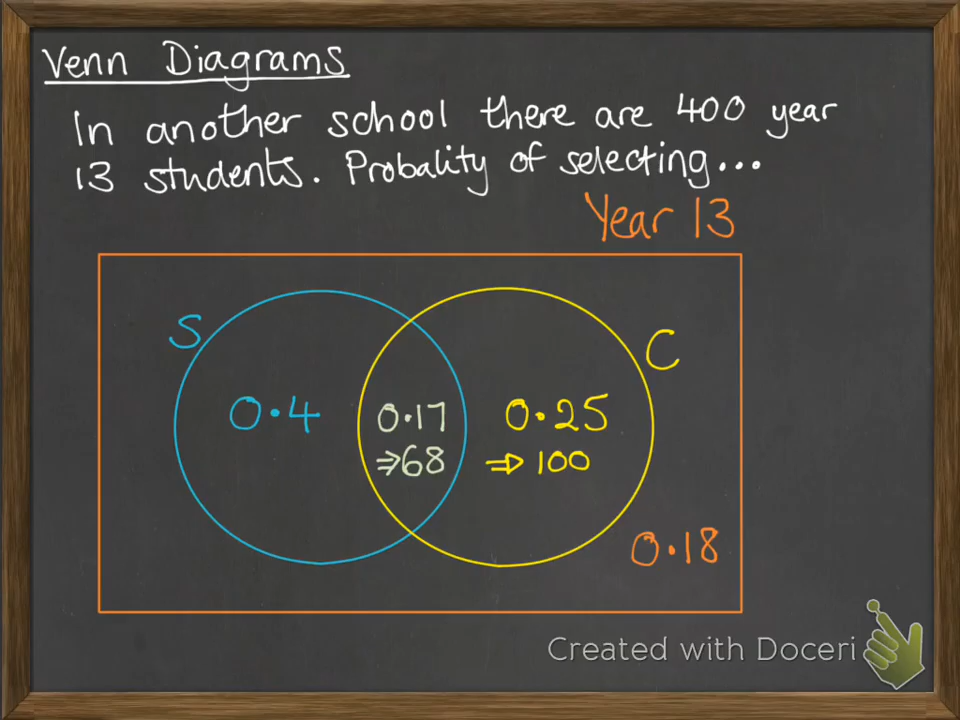 Venn Diagrams
In another school there are 400 year
13 students. Probality of selecting...
Year 13
S
C
0.4
0.17
0.25
⇒68
⇒100
0.18
Created with Doceri